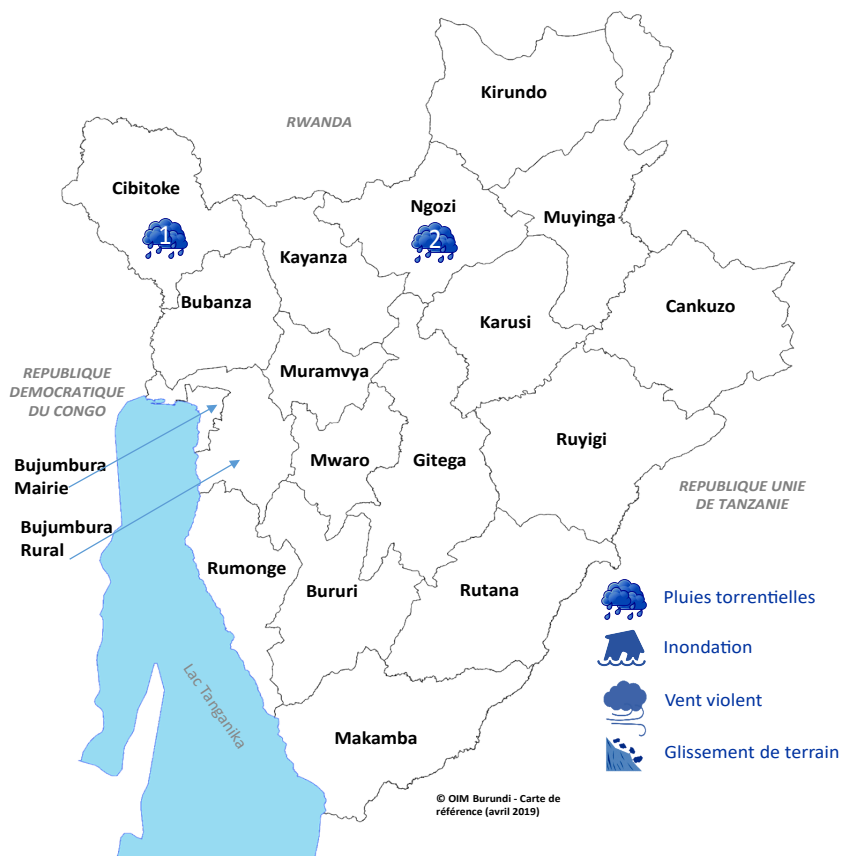 Kirundo
RWANDA
Cibitoke
1
Ngozi
2
Muyinga
Kayanza
Bubanza
Karusi
Cankuzo
REPUBLIQUE
DEMOCRATIQUE
DU CONGO
Muramvya
Bujumbura
Mairie
Mwaro
Gitega
Ruyigi
REPUBLIQUE UNIE
DE TANZANIE
Bujumbura
Rural
Rumonge
Bururi
Rutana
Pluies torrentielles
Inondation
Vent violent
Glissement de terrain
Lac Tanganika
Makamba
© OIM Burundi - Carte de
référence (avril 2019)